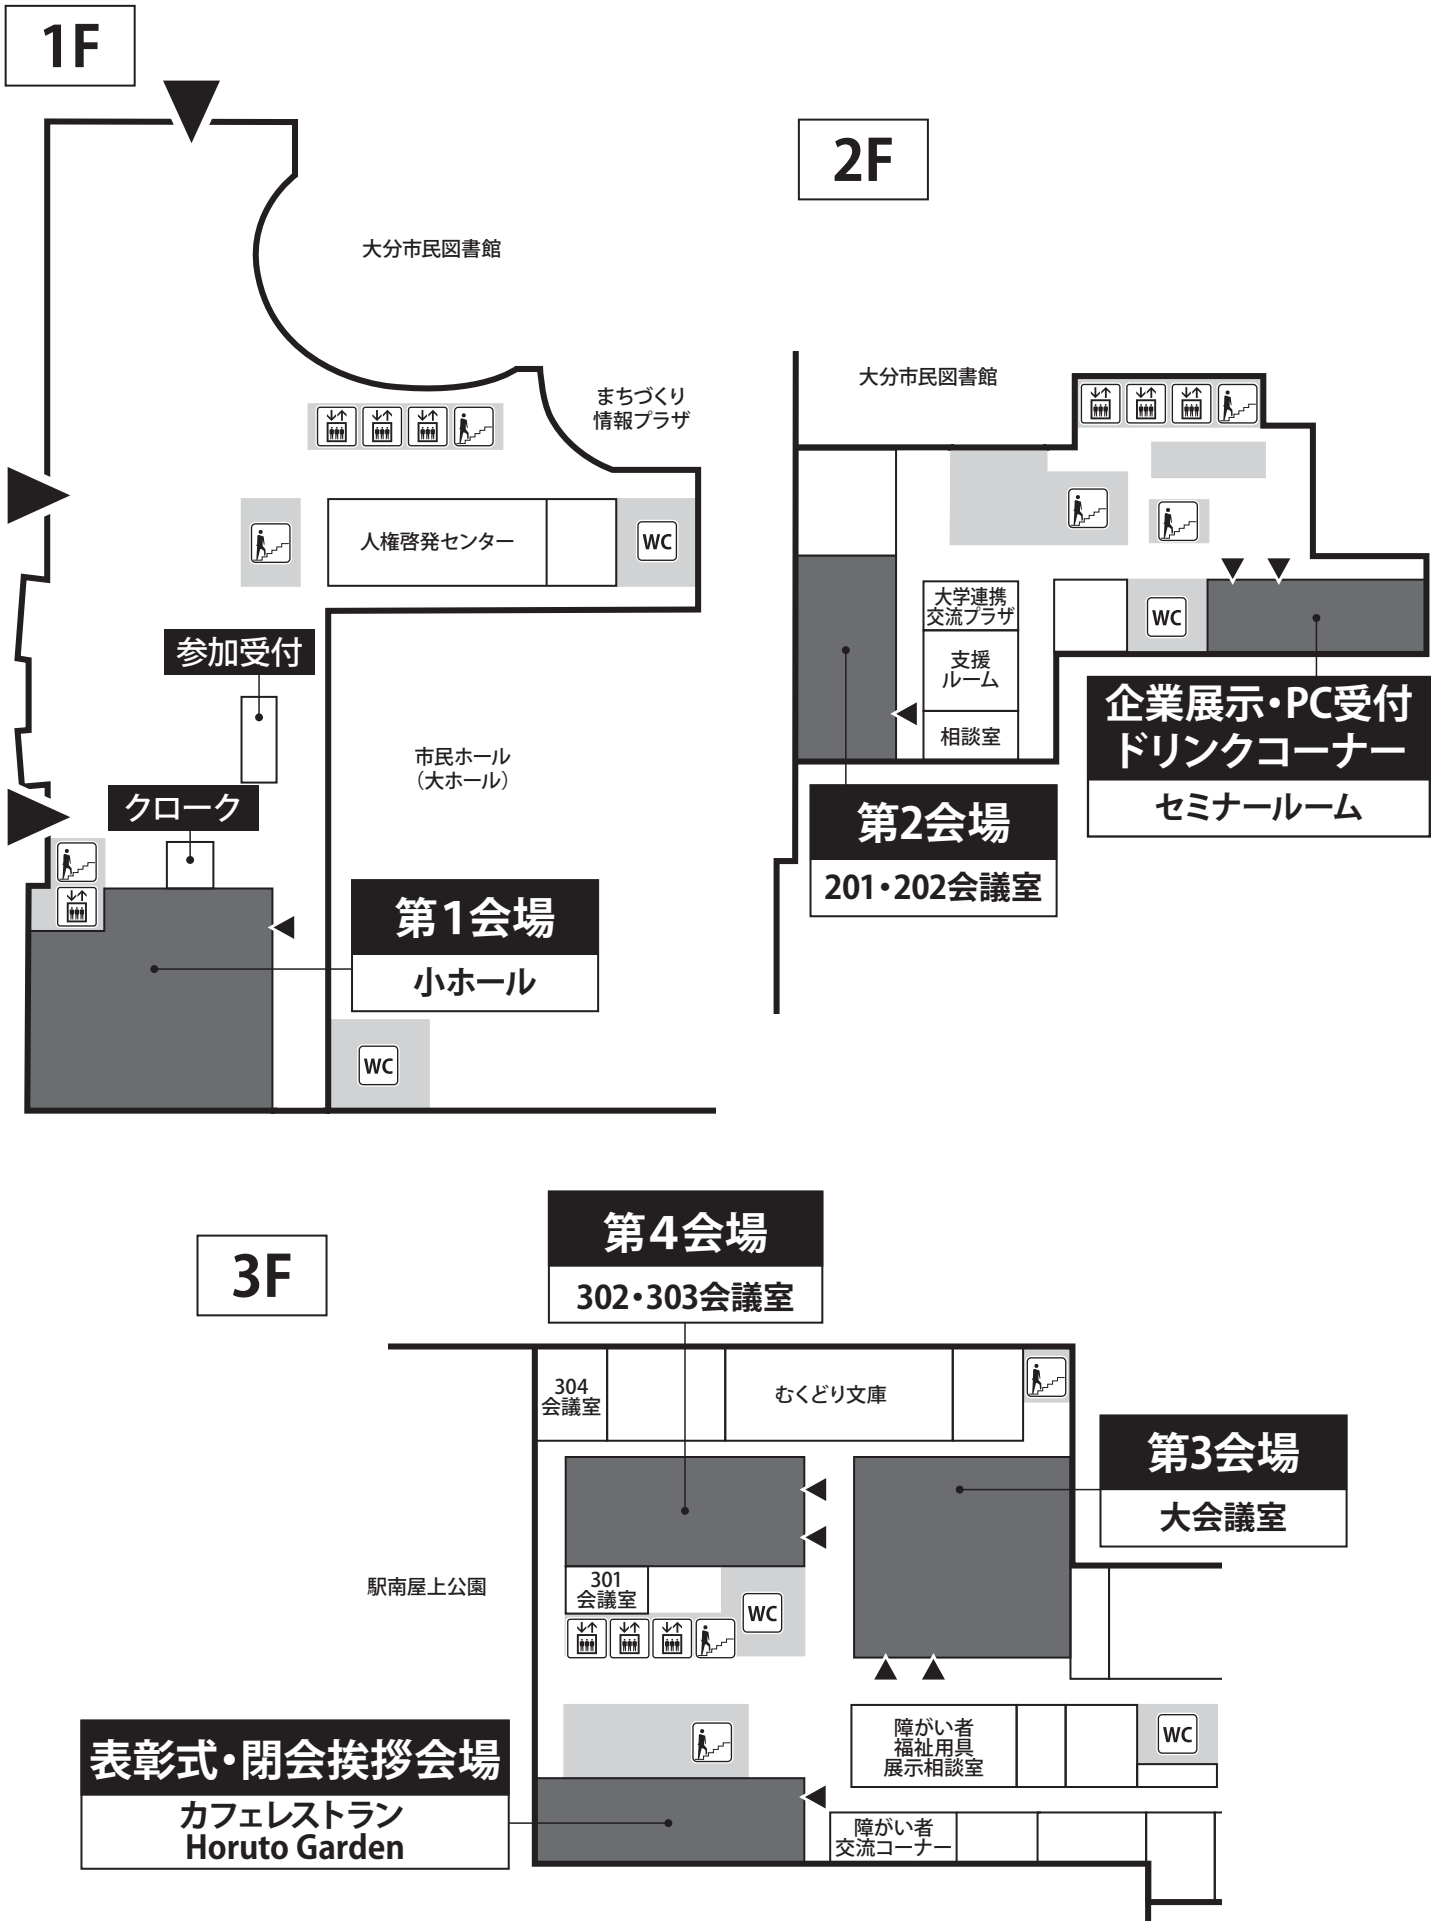 1F
大分市民図書館
まちづくり
情報プラザ
人権啓発センター
WC
参加受付
市民ホール
（大ホール）
クローク
第1会場
小ホール
WC
2F
大分市民図書館
大学連携
交流プラザ
支援
ルーム
相談室
WC
企業展示・PC受付
ドリンクコーナー
セミナールーム
第2会場
201・202会議室
3F
第4会場
302・303会議室
304
会議室
むくどり文庫
第3会場
大会議室
駅南屋上公園
301
会議室
WC
表彰式・閉会挨拶会場
カフェレストラン
Horuto Garden
障がい者
福祉用具
展示相談室
WC
障がい者
交流コーナー